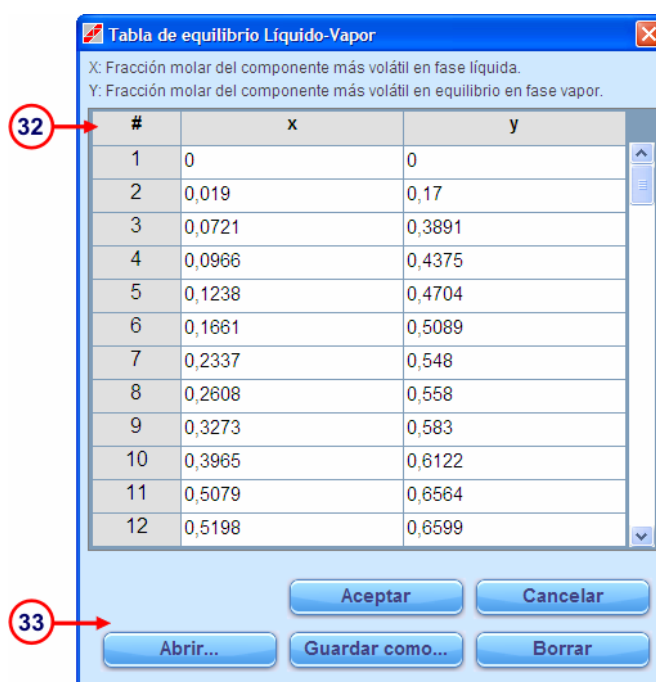 Tabla de equilibrio Líquido-Vapor
X: Fracción molar del componente más volátil en fase líquida.
Y: Fracción molar del componente más volátil en equilibrio en fase vapor.
32
# x y
1 0 0
2 0,019 0,17
3 0,0721 0,3891
4 0,0966 0,4375
5 0,1238 0,4704
6 0,1661 0,5089
7 0,2337 0,548
8 0,2608 0,558
9 0,3273 0,583
10 0,3965 0,6122
11 0,5079 0,6564
12 0,5198 0,6599
Aceptar Cancelar
33
Abrir... Guardar como... Borrar